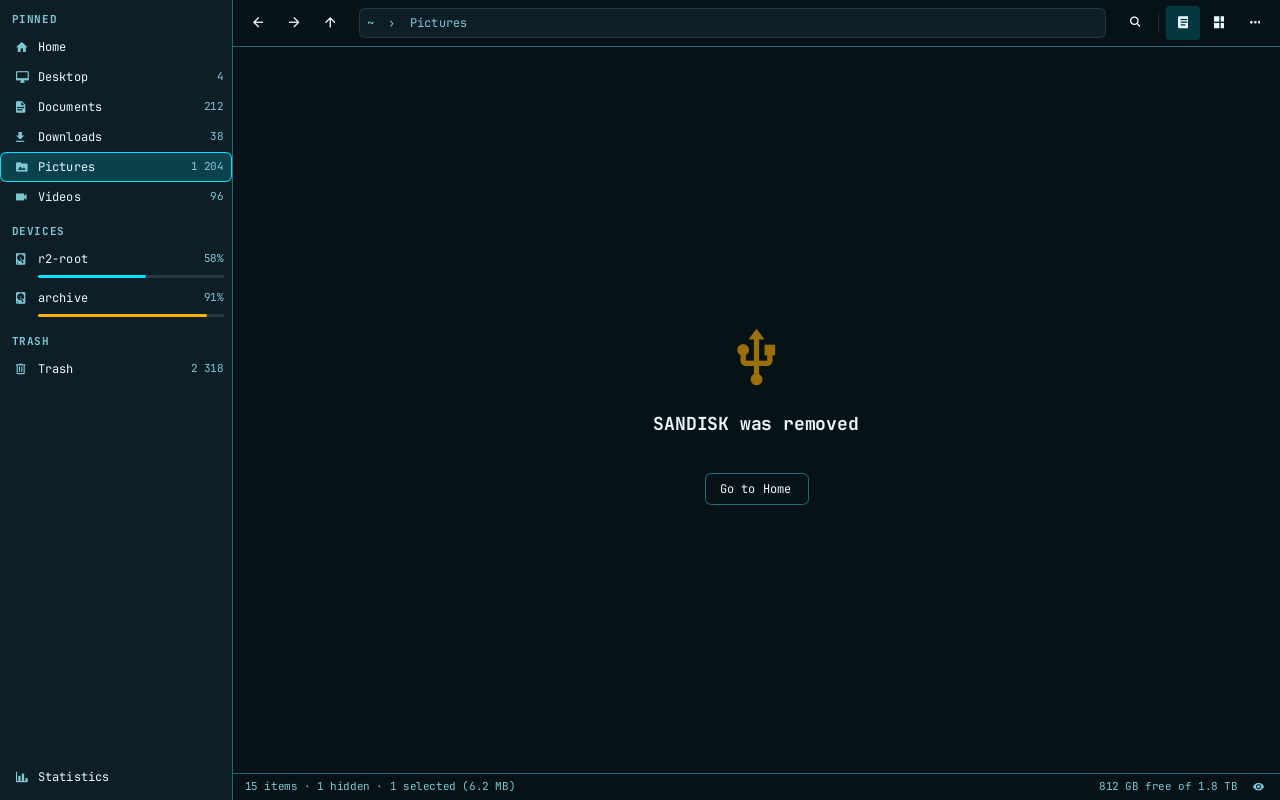 PINNED
Home
Desktop 4
Documents 212
Downloads 38
Pictures 1 204
Videos 96
DEVICES
r2-root 58%
archive 91%
TRASH
Trash 2 318
Statistics
~ › Pictures
SANDISK was removed
Go to Home
15 items · 1 hidden · 1 selected (6.2 MB)
812 GB free of 1.8 TB